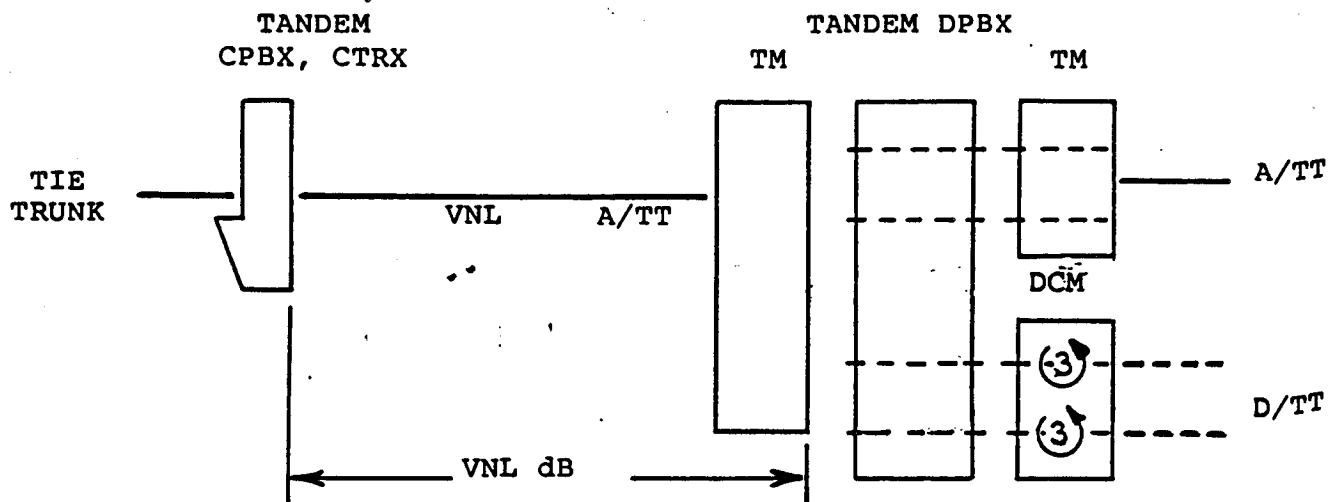 TANDEM
CPBX, CTRX
TANDEM DPBX
TM
TM
TIE
TRUNK
VNL
A/TT
A/TT
DCM
-3
-3
D/TT
VNL dB